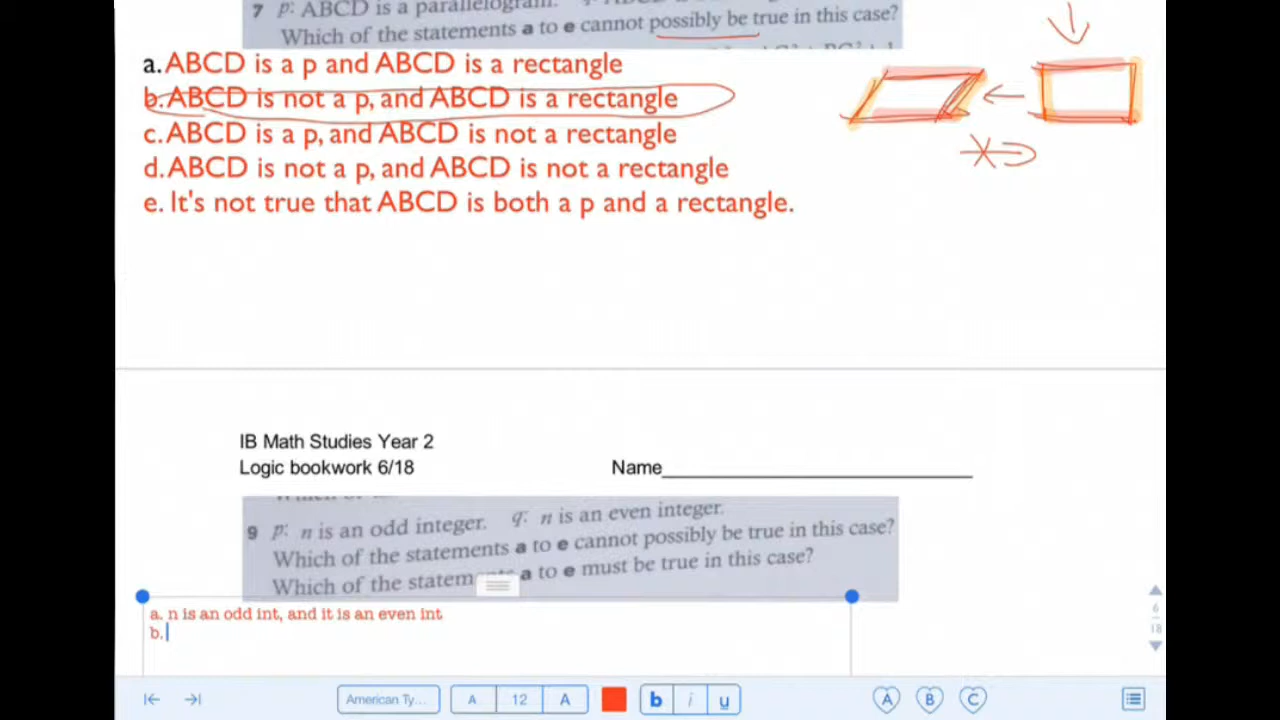 7 p: ABCD is a parallelogram.
Which of the statements a to e cannot possibly be true in this case?
a. ABCD is a p and ABCD is a rectangle
b. ABCD is not a p, and ABCD is a rectangle
c. ABCD is a p, and ABCD is not a rectangle
d. ABCD is not a p, and ABCD is not a rectangle
e. It's not true that ABCD is both a p and a rectangle.
IB Math Studies Year 2
Logic bookwork 6/18
Name
9 p: n is an odd integer. q: n is an even integer.
Which of the statements a to e cannot possibly be true in this case?
Which of the statem a to e must be true in this case?
a. n is an odd int, and it is an even int
b.
6
18
American Ty...
A 12 A
b i u
A B C